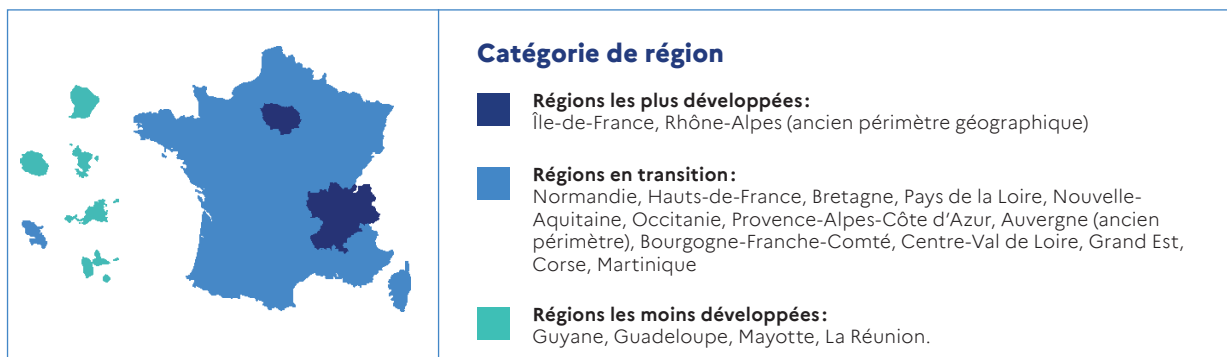 Catégorie de région
Régions les plus développées:
Île-de-France, Rhône-Alpes (ancien périmètre géographique)
Régions en transition:
Normandie, Hauts-de-France, Bretagne, Pays de la Loire, Nouvelle-
Aquitaine, Occitanie, Provence-Alpes-Côte d’Azur, Auvergne (ancien
périmètre), Bourgogne-Franche-Comté, Centre-Val de Loire, Grand Est,
Corse, Martinique
Régions les moins développées:
Guyane, Guadeloupe, Mayotte, La Réunion.